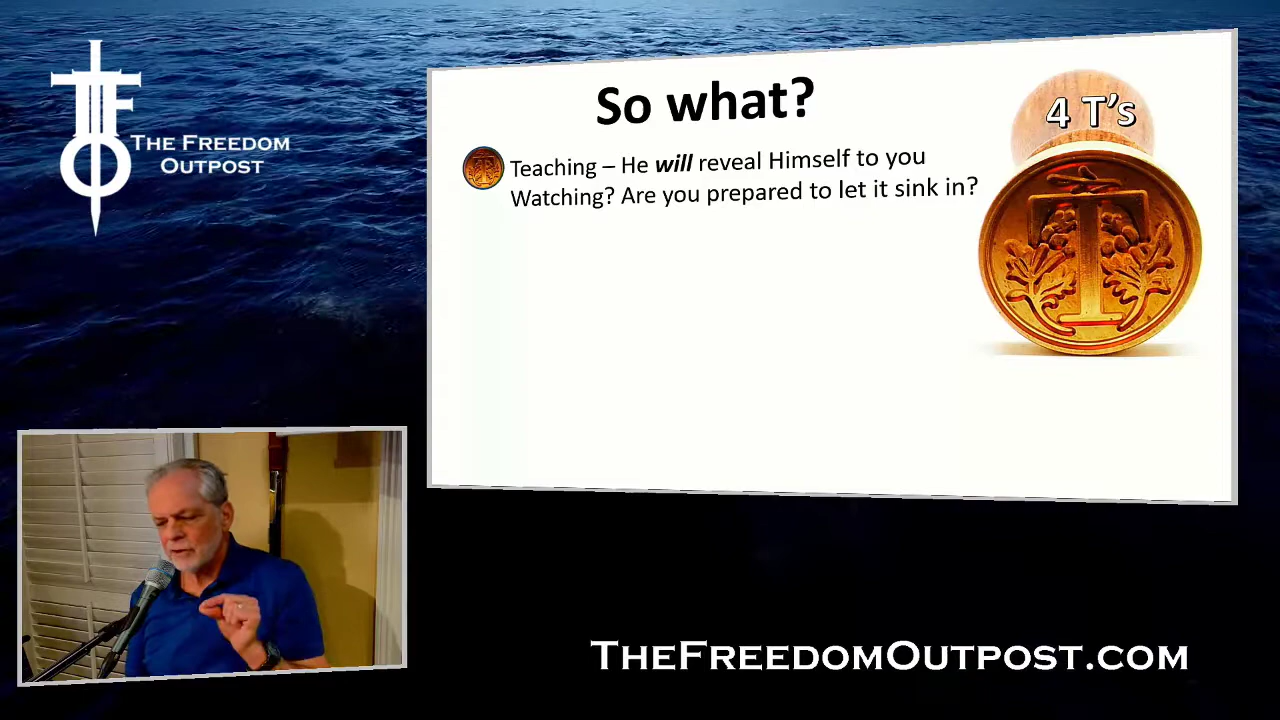 THE FREEDOM
OUTPOST
So what?
4 T's
Teaching – He will reveal Himself to you
Watching? Are you prepared to let it sink in?
T
T
THEFREEDOMOUTPOST.COM